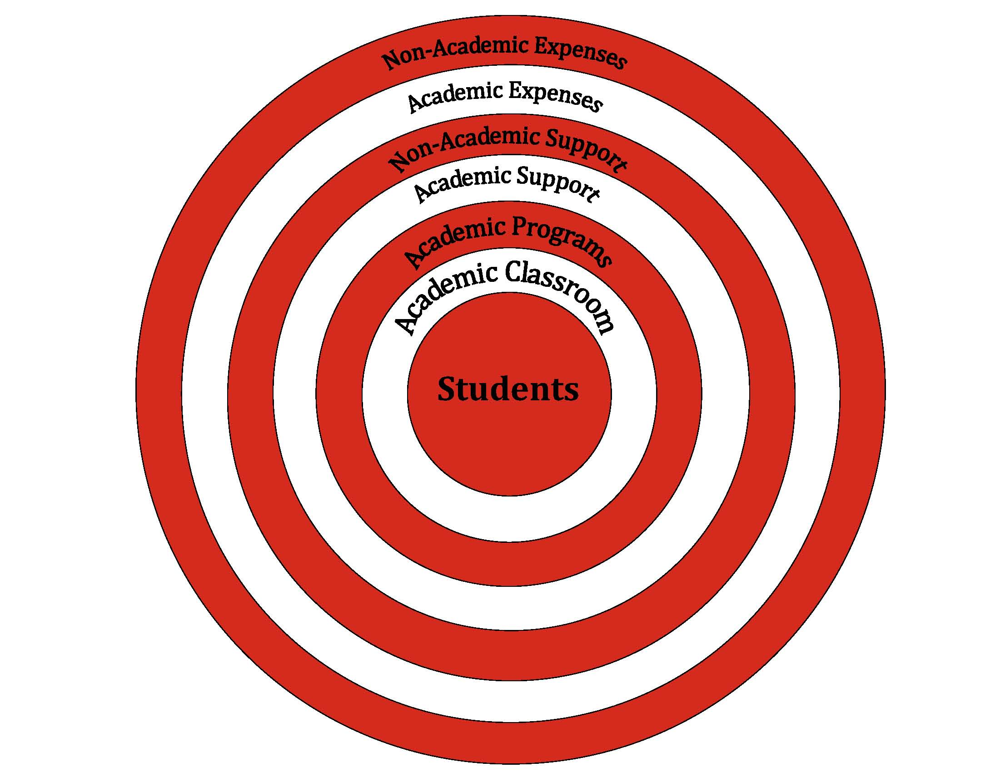 Non-Academic Expenses
Academic Expenses
Non-Academic Support
Academic Support
Academic Programs
Academic Classroom
Students